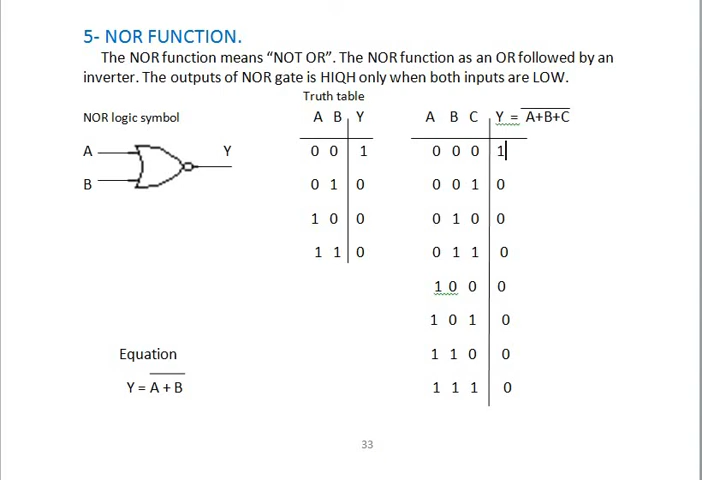 5- NOR FUNCTION.
The NOR function means “NOT OR”. The NOR function as an OR followed by an
inverter. The outputs of NOR gate is HIQH only when both inputs are LOW.
Truth table
NOR logic symbol
A B Y
A B C Y = A+B+C
A Y
B
0 0 1
0 1 0
1 0 0
1 1 0
0 0 0 1
0 0 1 0
0 1 0 0
0 1 1 0
1 0 0 0
1 0 1 0
1 1 0 0
1 1 1 0
Equation
Y = A + B
33